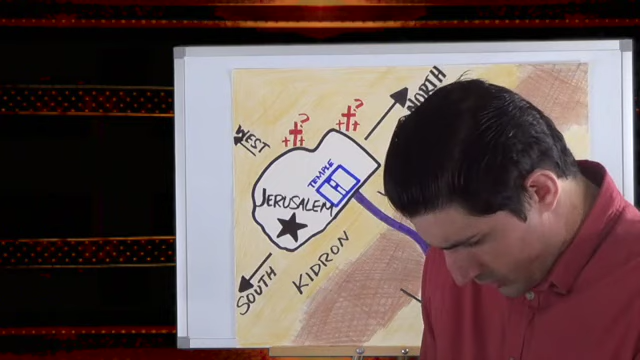 NORTH
WEST
?
?
TEMPLE
JERUSALEM
KIDRON
SOUTH